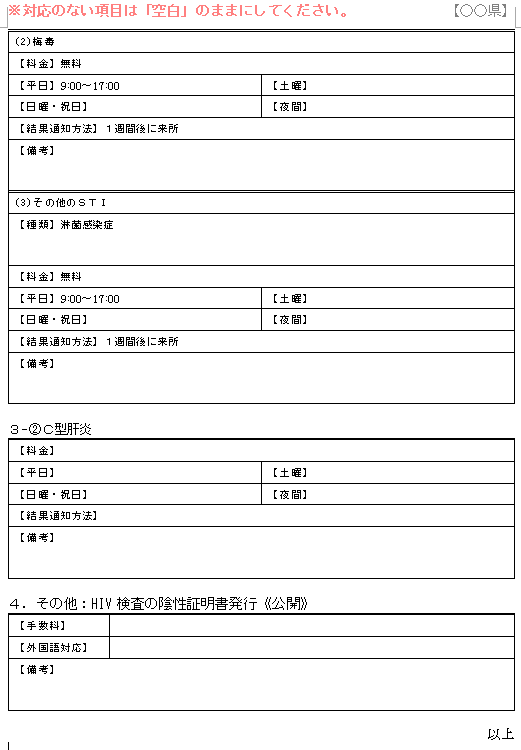 ※対応のない項目は「空白」のままにしてください。 【○○県】
(2)梅毒
【料金】無料
【平日】9:00～17:00 【土曜】
【日曜・祝日】 【夜間】
【結果通知方法】１週間後に来所
【備考】
(3)その他のＳＴＩ
【種類】淋菌感染症
【料金】無料
【平日】9:00～17:00 【土曜】
【日曜・祝日】 【夜間】
【結果通知方法】１週間後に来所
【備考】
３-②Ｃ型肝炎
【料金】
【平日】 【土曜】
【日曜・祝日】 【夜間】
【結果通知方法】
【備考】
４．その他：HIV 検査の陰性証明書発行《公開》
【手数料】
【外国語対応】
【備考】
以上